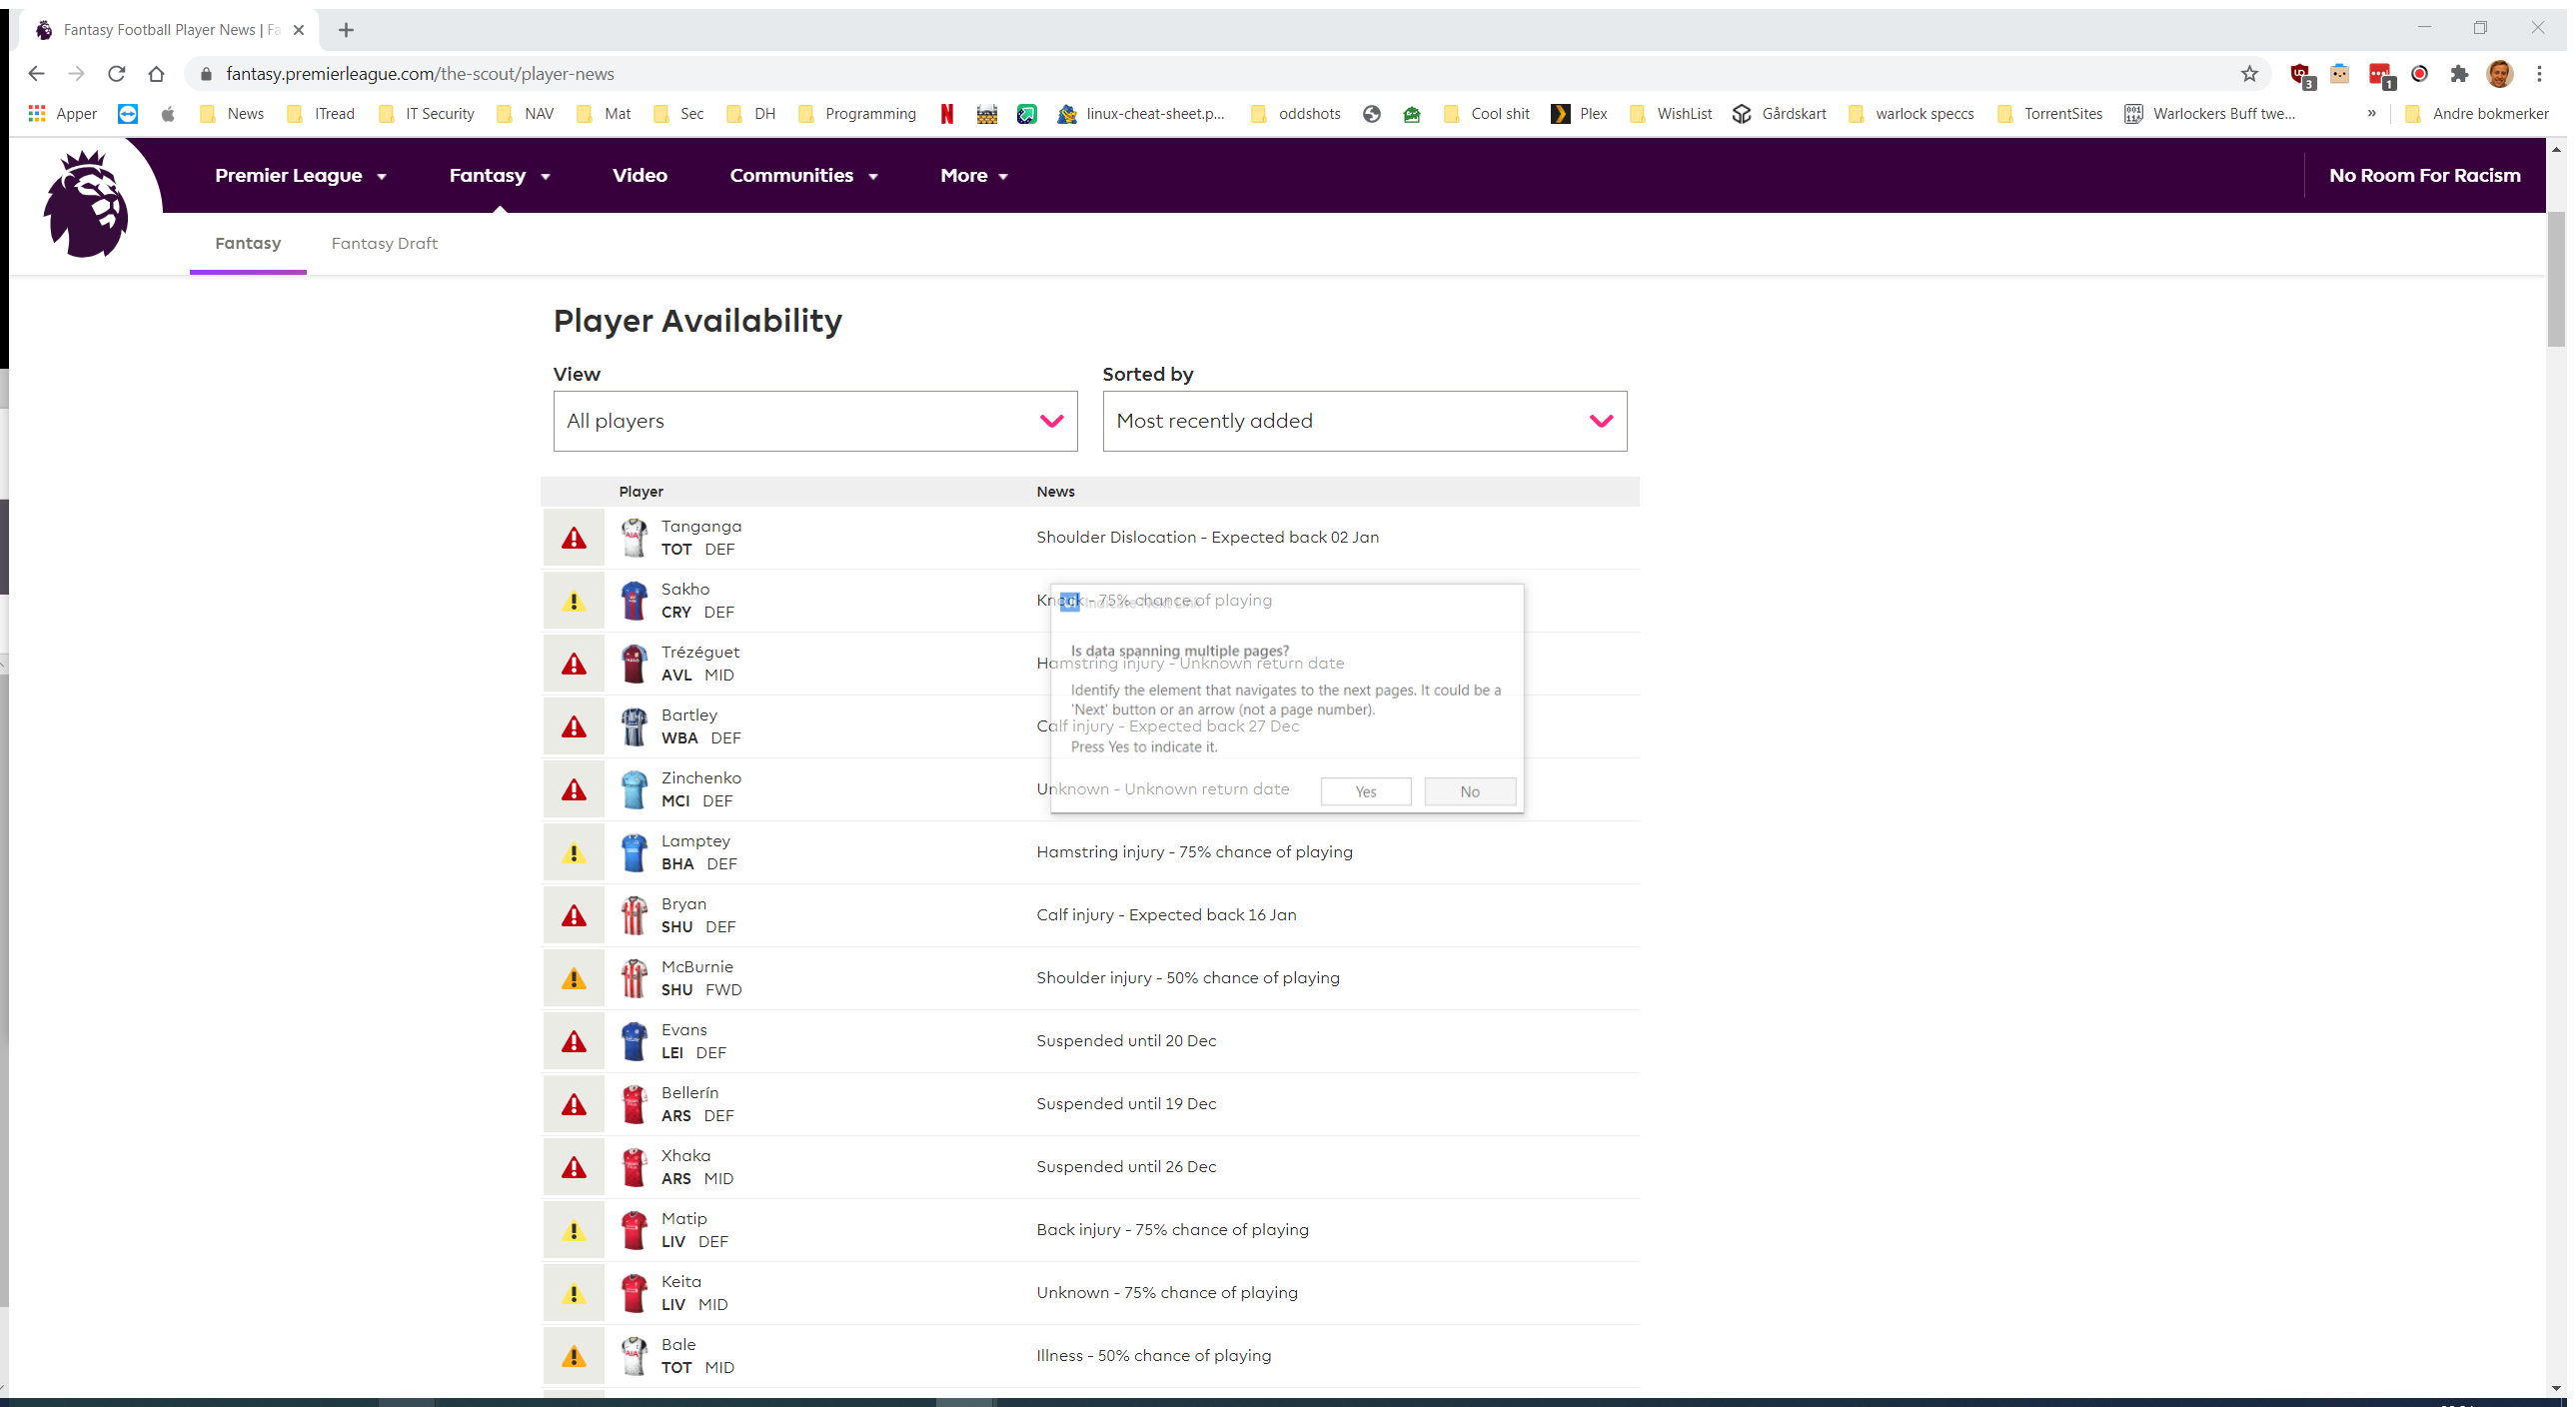 Fantasy Football Player News | Fa
fantasy.premierleague.com/the-scout/player-news
3
1
Apper
News
ITread
IT Security
NAV
Mat
Sec
DH
Programming
linux-cheat-sheet.p...
oddshots
Cool shit
Plex
WishList
Gårdskart
warlock speccs
TorrentSites
Warlockers Buff twe...
»
Andre bokmerker
Premier League
Fantasy
Video
Communities
More
No Room For Racism
Fantasy
Fantasy Draft
Player Availability
View
Sorted by
All players
Most recently added
Player
News
Tanganga
TOT DEF
Shoulder Dislocation - Expected back 02 Jan
Sakho
CRY DEF
Knock - 75% chance of playing
Indicate Next Link
Is data spanning multiple pages?
Trézéguet
AVL MID
Hamstring injury - Unknown return date
Identify the element that navigates to the next pages. It could be a
'Next' button or an arrow (not a page number).
Bartley
WBA DEF
Calf injury - Expected back 27 Dec
Press Yes to indicate it.
Zinchenko
MCI DEF
Unknown - Unknown return date
Yes
No
Lamptey
BHA DEF
Hamstring injury - 75% chance of playing
Bryan
SHU DEF
Calf injury - Expected back 16 Jan
McBurnie
SHU FWD
Shoulder injury - 50% chance of playing
Evans
LEI DEF
Suspended until 20 Dec
Bellerín
ARS DEF
Suspended until 19 Dec
Xhaka
ARS MID
Suspended until 26 Dec
Matip
LIV DEF
Back injury - 75% chance of playing
Keita
LIV MID
Unknown - 75% chance of playing
Bale
TOT MID
Illness - 50% chance of playing